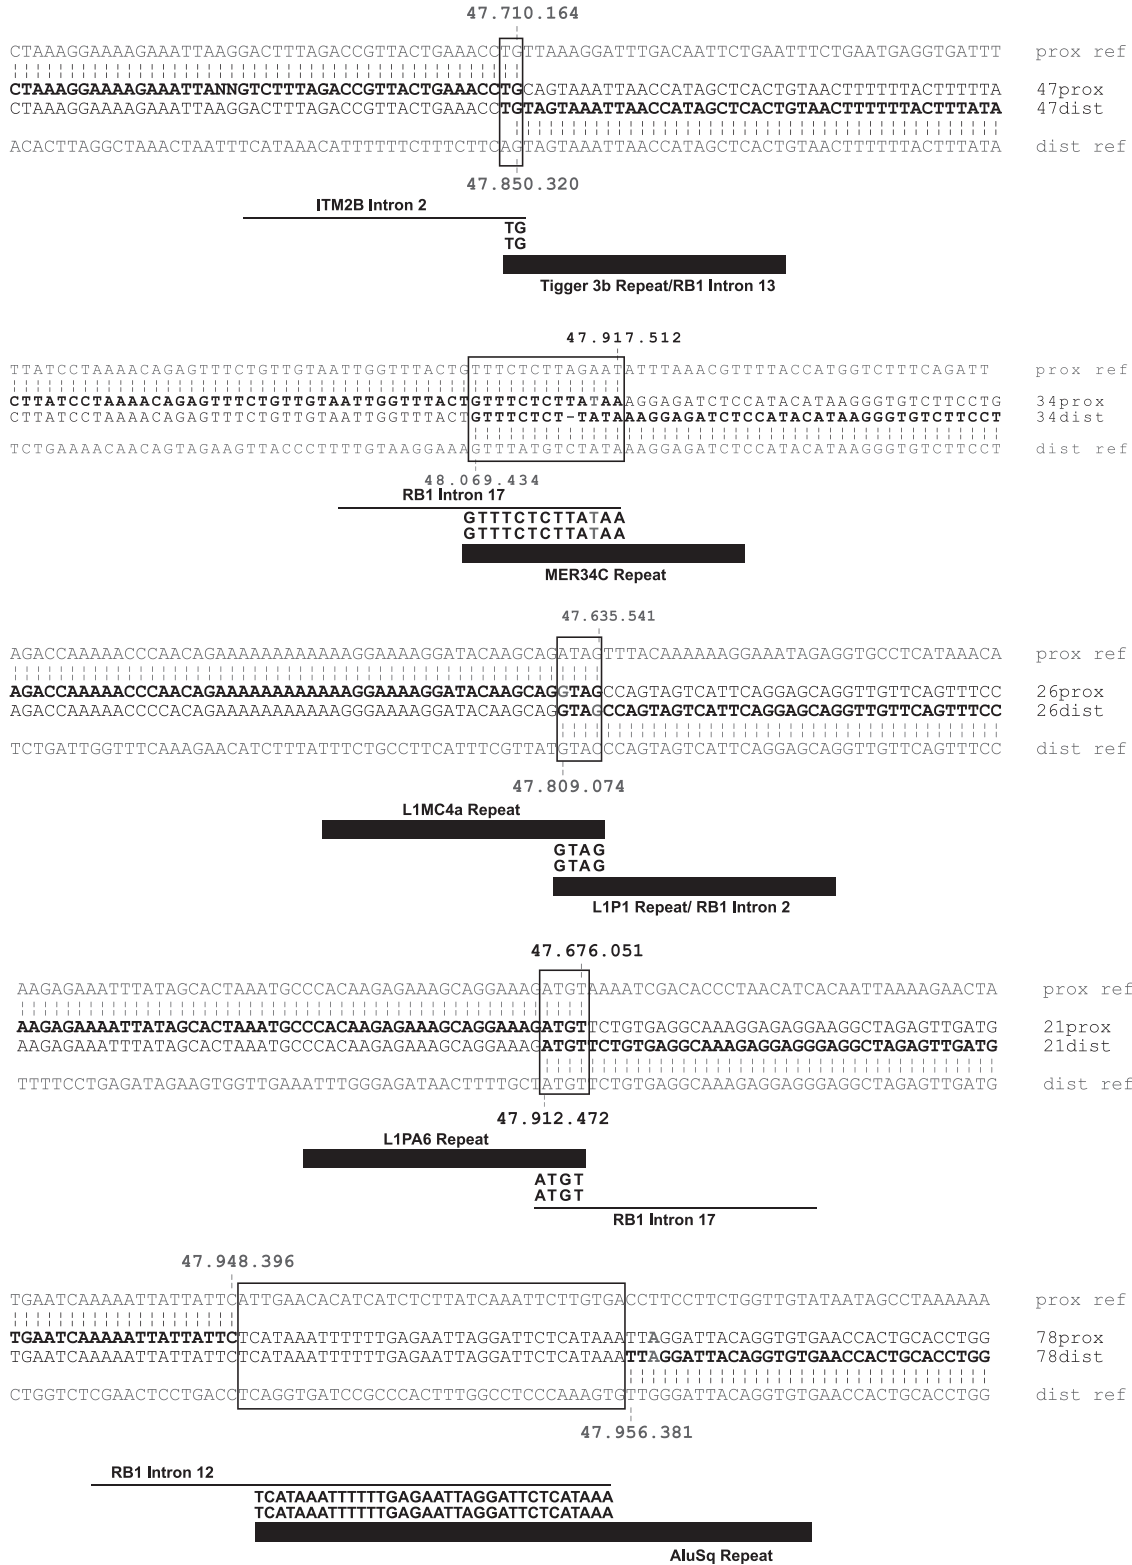 47.710.164
CTAAAGGAAAAGAAATTAAGGACTTTAGACCGTTACTGAAACCTGTTAAAGGATTTGACAATTCTGAATTTCTGAATGAGGTGATTT prox ref
CTAAAGGAAAAGAAATTANNGTCTTTAGACCGTTACTGAAACCTGCAGTAAATTAACCATAGCTCACTGTAACTTTTTTACTTTTTA 47prox
CTAAAGGAAAAGAAATTAAGGACTTTAGACCGTTACTGAAACCTGTAGTAAATTAACCATAGCTCACTGTAACTTTTTTACTTTATA 47dist
ACACTTAGGCTAAACTAATTTCATAAACATTTTTTCTTTCTTCAGTAGTAAATTAACCATAGCTCACTGTAACTTTTTTACTTTATA dist ref
47.850.320
ITM2B Intron 2
TG
TG
Tigger 3b Repeat/RB1 Intron 13
47.917.512
TTATCCTAAAACAGAGTTTCTGTTGTAATTGGTTTACTGTTTCTCTTAGAATATTTAAACGTTTTACCATGGTCTTTCAGATT prox ref
CTTATCCTAAAACAGAGTTTCTGTTGTAATTGGTTTACTGTTTCTCTTATAAAGGAGATCTCCATACATAAGGGTGTCTTCCTG 34prox
CTTATCCTAAAACAGAGTTTCTGTTGTAATTGGTTTACTGTTTCTCT-TATAAAGGAGATCTCCATACATAAGGGTGTCTTCCT 34dist
TCTGAAAACAACAGTAGAAGTTACCCTTTTGTAAGGAAAGTTTATGTCTATAAAGGAGATCTCCATACATAAGGGTGTCTTCCT dist ref
48.069.434
RB1 Intron 17
GTTTCTCTTATAA
GTTTCTCTTATAA
MER34C Repeat
47.635.541
AGACCAAAAACCCAACAGAAAAAAAAAAAAGGAAAAGGATACAAGCAGATAGTTTACAAAAAAGGAAATAGAGGTGCCTCATAAACA prox ref
AGACCAAAAACCCAACAGAAAAAAAAAAAAGGAAAAGGATACAAGCAGGTAGCCAGTAGTCATTCAGGAGCAGGTTGTTCAGTTTCC 26prox
AGACCAAAAACCCCACAGAAAAAAAAAAAAGGGAAAAGGATACAAGCAGGTAGCCAGTAGTCATTCAGGAGCAGGTTGTTCAGTTTCC 26dist
TCTGATTGGTTTCAAAGAACATCTTTATTTCTGCCTTCATTTCGTTATGTACCCAGTAGTCATTCAGGAGCAGGTTGTTCAGTTTCC dist ref
47.809.074
L1MC4a Repeat
GTAG
GTAG
L1P1 Repeat/ RB1 Intron 2
47.676.051
AAGAGAAATTTATAGCACTAAATGCCCACAAGAGAAAGCAGGAAAGATGTAAAATCGACACCCTAACATCACAATTAAAAGAACTA prox ref
AAGAGAAAATTATAGCACTAAATGCCCACAAGAGAAAGCAGGAAAGATGTTCTGTGAGGCAAAGGAGAGGAAGGCTAGAGTTGATG 21prox
AAGAGAAATTTATAGCACTAAATGCCCACAAGAGAAAGCAGGAAAGATGTTCTGTGAGGCAAAGAGGAGGGAGGCTAGAGTTGATG 21dist
TTTTCCTGAGATAGAAGTGGTTGAAATTTGGGAGATAACTTTTGCTATGTTCTGTGAGGCAAAGAGGAGGGAGGCTAGAGTTGATG dist ref
47.912.472
L1PA6 Repeat
ATGT
ATGT
RB1 Intron 17
47.948.396
TGAATCAAAAATTATTATTCATTGAACACATCATCTCTTATCAAATTCTTGTGACCTTCCTTCTGGTTGTATAATAGCCTAAAAAA prox ref
TGAATCAAAAATTATTATTCTCATAAATTTTTTGAGAATTAGGATTCTCATAAATTAGGATTACAGGTGTGAACCACTGCACCTGG 78prox
TGAATCAAAAATTATTATTCTCATAAATTTTTTGAGAATTAGGATTCTCATAAATTAGGATTACAGGTGTGAACCACTGCACCTGG 78dist
CTGGTCTCGAACTCCTGACCTCAGGTGATCCGCCCACTTTGGCCTCCCAAAGTGTTGGGATTACAGGTGTGAACCACTGCACCTGG dist ref
47.956.381
RB1 Intron 12
TCATAAATTTTTTGAGAATTAGGATTCTCATAAA
TCATAAATTTTTTGAGAATTAGGATTCTCATAAA
AluSq Repeat